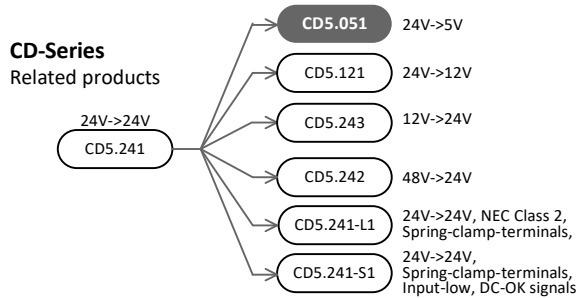 CD-Series
Related products
24V->24V
CD5.241
CD5.051
24V->5V
CD5.121
24V->12V
CD5.243
12V->24V
CD5.242
48V->24V
CD5.241-L1
24V->24V, NEC Class 2,
Spring-clamp-terminals,
CD5.241-S1
24V->24V,
Spring-clamp-terminals,
Input-low, DC-OK signals